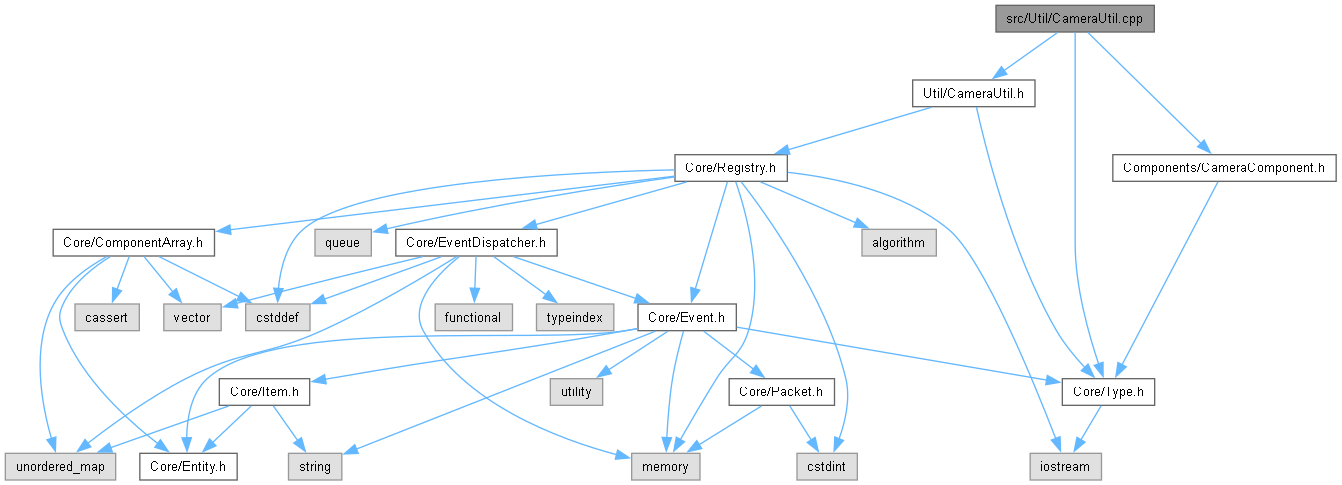 src/Util/CameraUtil.cpp
Util/CameraUtil.h
Core/Registry.h
Components/CameraComponent.h
Core/ComponentArray.h
queue
Core/EventDispatcher.h
algorithm
cassert
vector
cstddef
functional
typeindex
Core/Event.h
Core/Item.h
utility
Core/Packet.h
Core/Type.h
unordered_map
Core/Entity.h
string
memory
cstdint
iostream